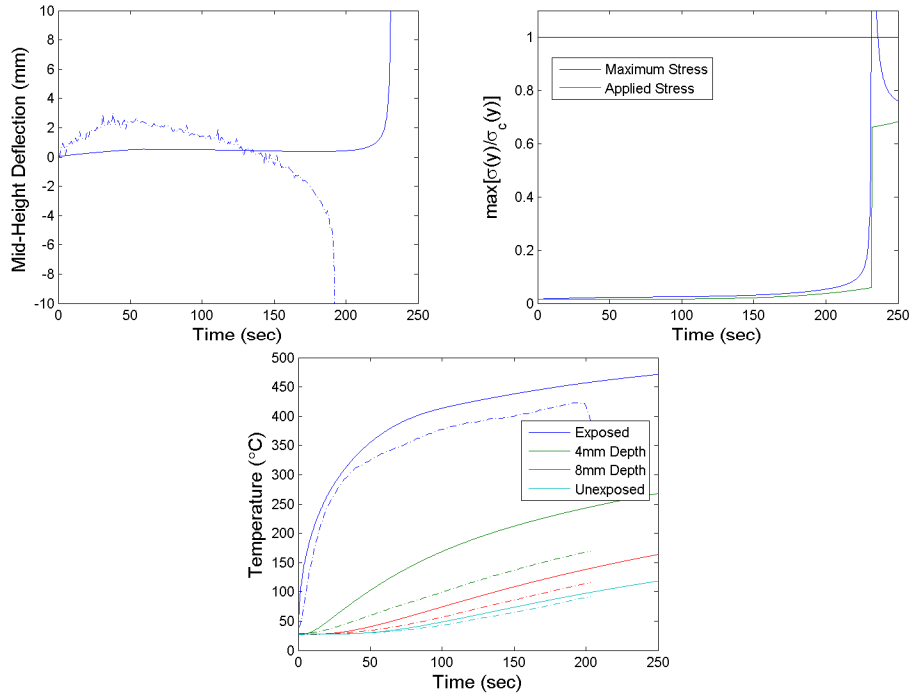 10
8
6
4
2
0
-2
-4
-6
-8
-10
0 50 100 150 200 250
Mid-Height Deflection (mm)
Time (sec)
1
0.8
0.6
0.4
0.2
0
0 50 100 150 200 250
max[σ(y)/σc(y)]
Time (sec)
Maximum Stress
Applied Stress
500
450
400
350
300
250
200
150
100
50
0
0 50 100 150 200 250
Temperature (°C)
Time (sec)
Exposed
4mm Depth
8mm Depth
Unexposed